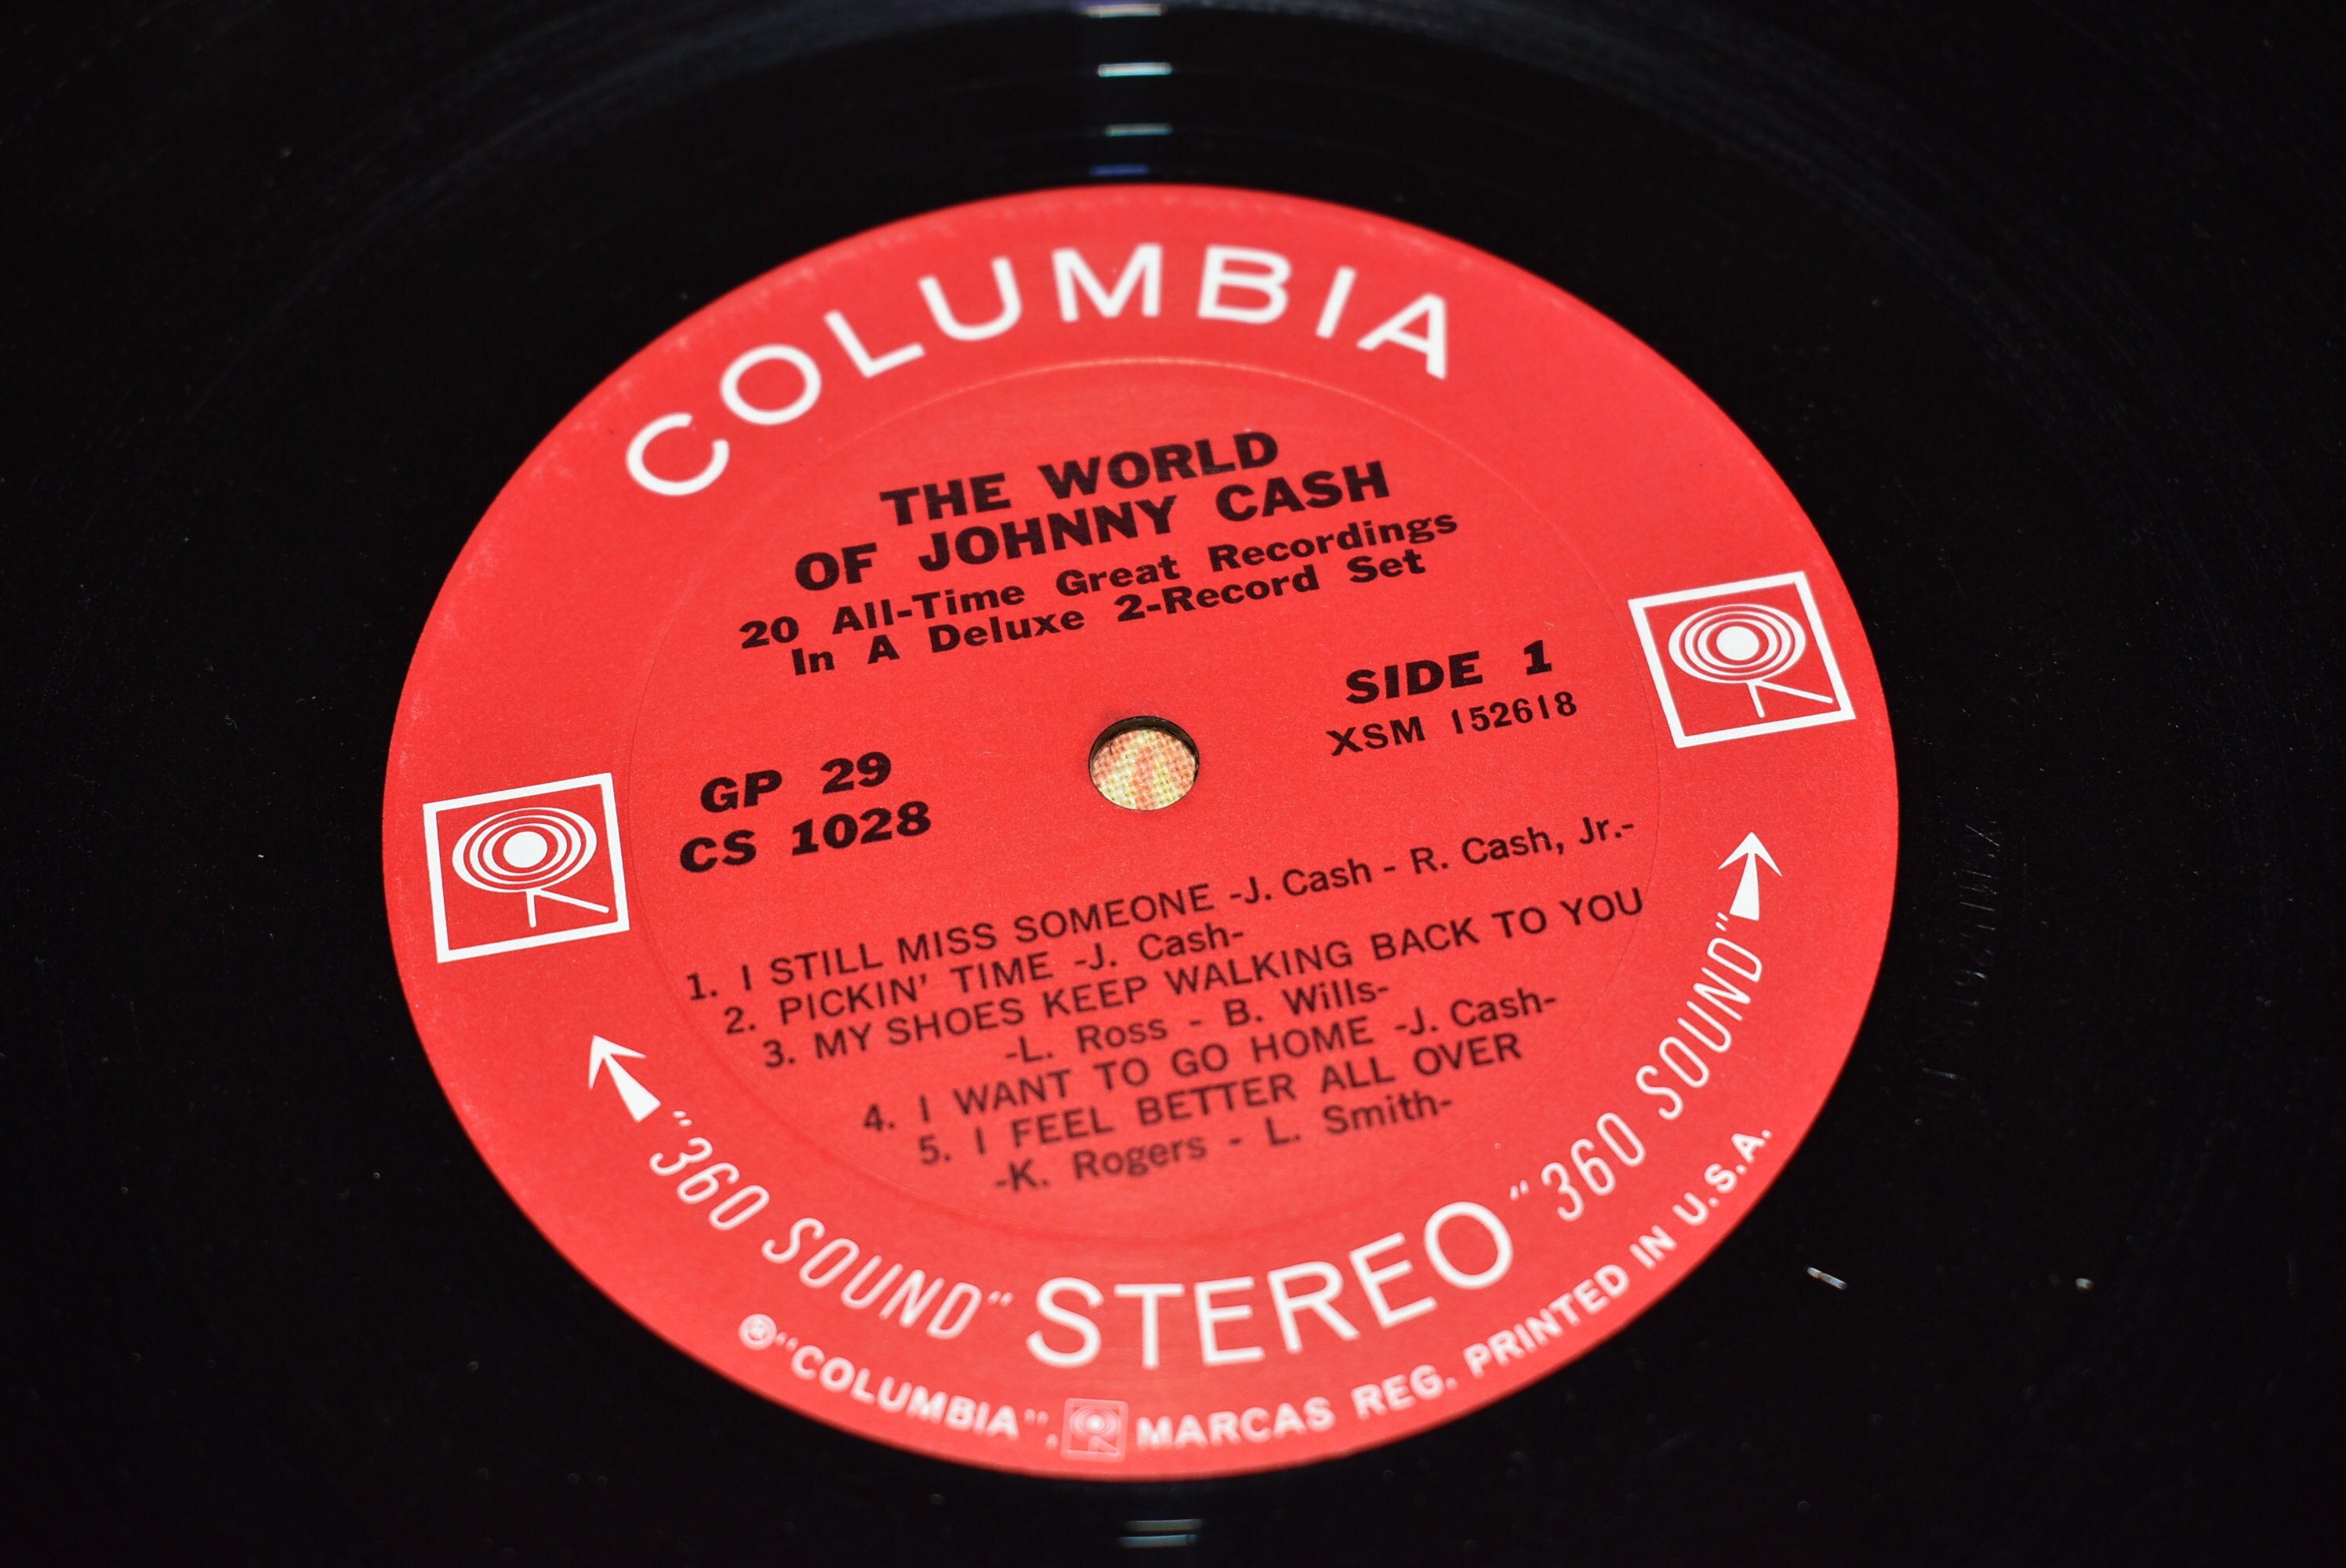 COLUMBIA
THE WORLD
OF JOHNNY CASH
20 All-Time Great Recordings
In A Deluxe 2-Record Set
SIDE 1
XSM 152618
GP 29
CS 1028
1. I STILL MISS SOMEONE -J. Cash - R. Cash, Jr.-
2. PICKIN' TIME -J. Cash-
3. MY SHOES KEEP WALKING BACK TO YOU
-L. Ross - B. Wills-
4. I WANT TO GO HOME -J. Cash-
5. I FEEL BETTER ALL OVER
-K. Rogers - L. Smith-
"360 SOUND" STEREO "360 SOUND"
®"COLUMBIA", MARCAS REG. PRINTED IN U.S.A.